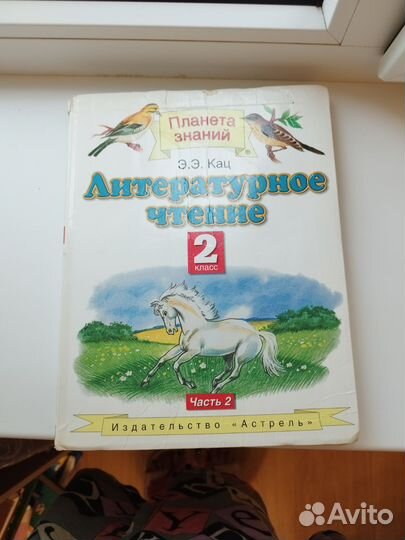 Планета
знаний
Э.Э. Кац
Литературное
чтение
2
класс
Часть 2
Издательство «Астрель»
Avito